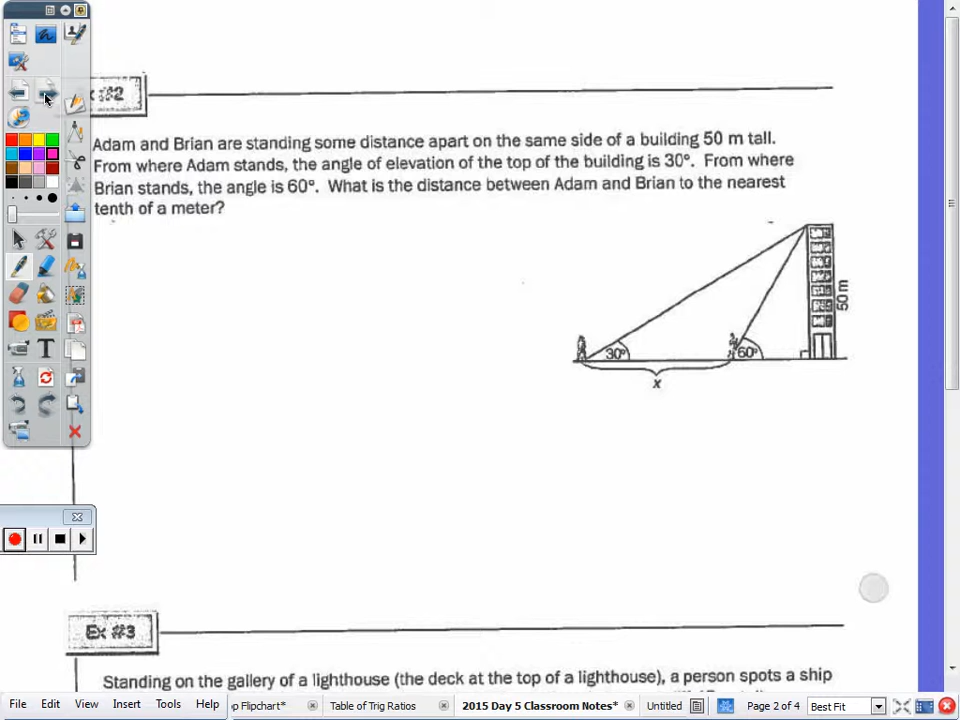 x #2
Adam and Brian are standing some distance apart on the same side of a building 50 m tall.
From where Adam stands, the angle of elevation of the top of the building is 30°. From where
Brian stands, the angle is 60°. What is the distance between Adam and Brian to the nearest
tenth of a meter?
50 m
30°
60°
x
Ex #3
Standing on the gallery of a lighthouse (the deck at the top of a lighthouse), a person spots a ship
File Edit View Insert Tools Help
p Flipchart*
Table of Trig Ratios
2015 Day 5 Classroom Notes*
Untitled
Page 2 of 4
Best Fit